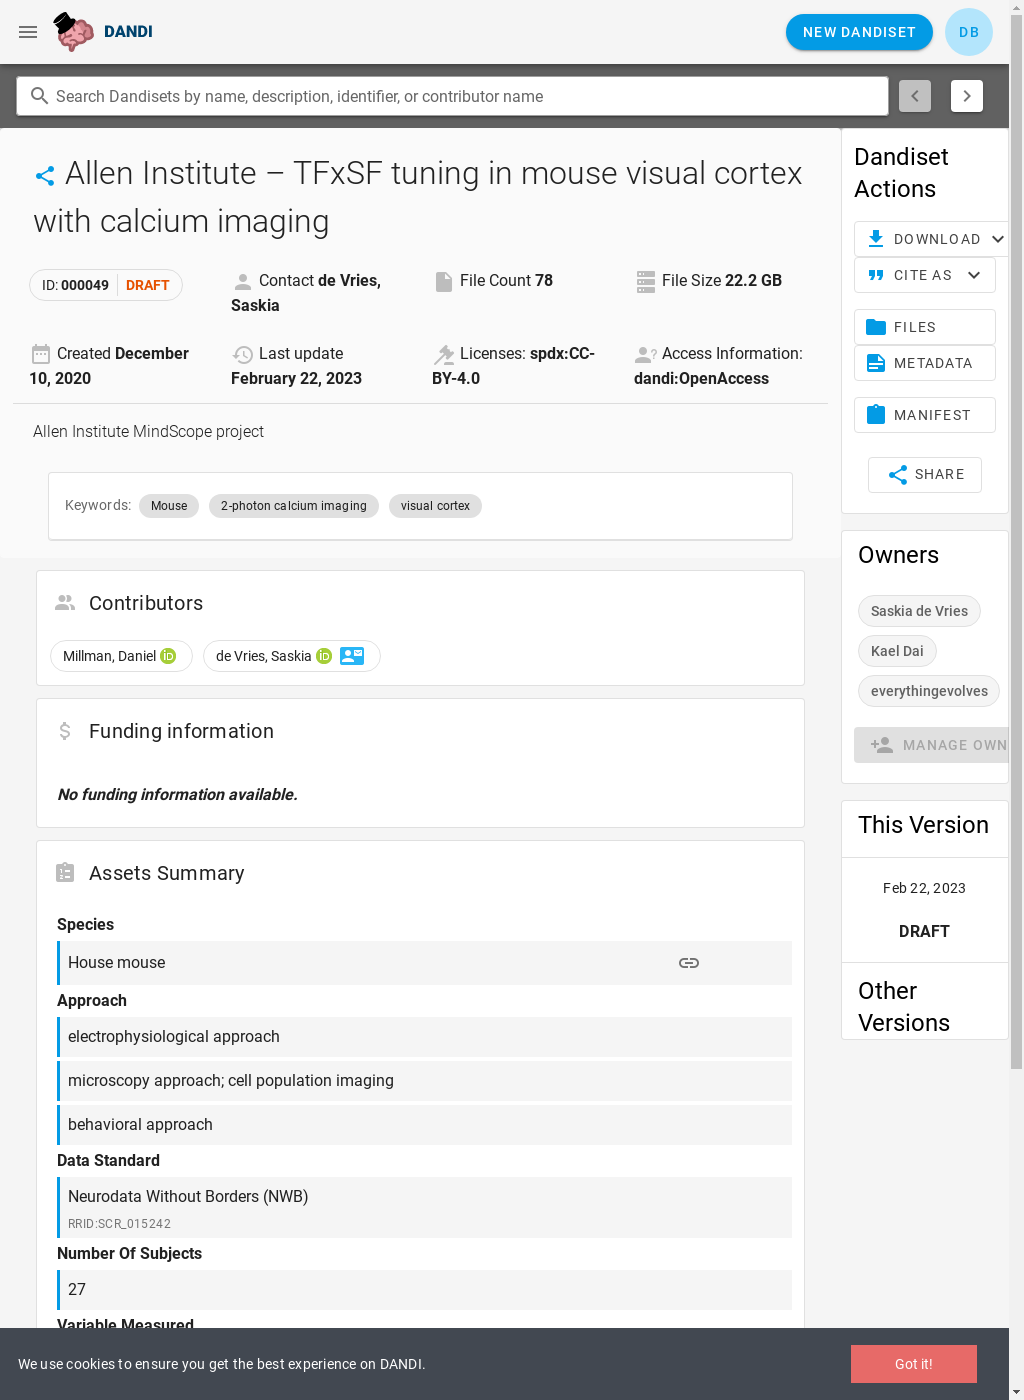 DANDI
NEW DANDISET
DB
Search Dandisets by name, description, identifier, or contributor name
Allen Institute – TFxSF tuning in mouse visual cortex
with calcium imaging
ID: 000049 DRAFT
Contact de Vries,
Saskia
File Count 78
File Size 22.2 GB
Created December
10, 2020
Last update
February 22, 2023
Licenses: spdx:CC-
BY-4.0
Access Information:
dandi:OpenAccess
Allen Institute MindScope project
Keywords: Mouse 2-photon calcium imaging visual cortex
Contributors
Millman, Daniel iD de Vries, Saskia iD
Funding information
No funding information available.
Assets Summary
Species
House mouse
Approach
electrophysiological approach
microscopy approach; cell population imaging
behavioral approach
Data Standard
Neurodata Without Borders (NWB)
RRID:SCR_015242
Number Of Subjects
27
Variable Measured
Dandiset
Actions
DOWNLOAD
CITE AS
FILES
METADATA
MANIFEST
SHARE
Owners
Saskia de Vries
Kael Dai
everythingevolves
MANAGE OWN
This Version
Feb 22, 2023
DRAFT
Other
Versions
We use cookies to ensure you get the best experience on DANDI.
Got it!